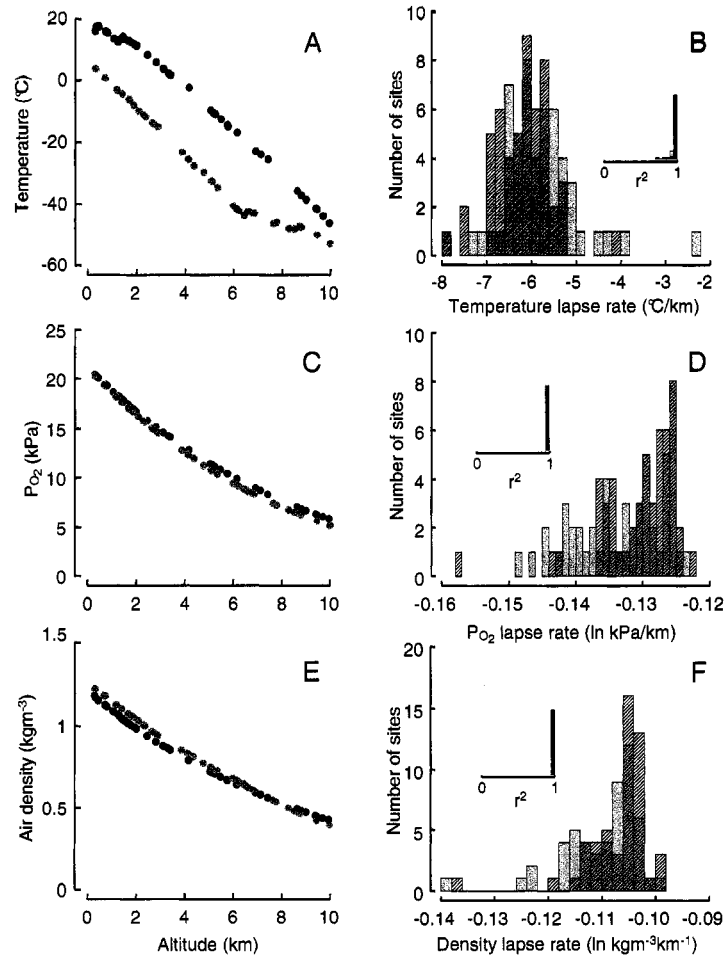 A
Temperature (°C)
20
0
-20
-40
-60
0 2 4 6 8 10
B
Number of sites
10
8
6
4
2
0
0 r² 1
-8 -7 -6 -5 -4 -3 -2
Temperature lapse rate (°C/km)
C
PO₂ (kPa)
25
20
15
10
5
0
0 2 4 6 8 10
D
Number of sites
10
8
6
4
2
0
0 1
r²
-0.16 -0.15 -0.14 -0.13 -0.12
PO₂ lapse rate (ln kPa/km)
E
Air density (kgm⁻³)
1.5
1
0.5
0
0 2 4 6 8 10
Altitude (km)
F
Number of sites
20
15
10
5
0
0 1
r²
-0.14 -0.13 -0.12 -0.11 -0.10 -0.09
Density lapse rate (ln kgm⁻³km⁻¹)